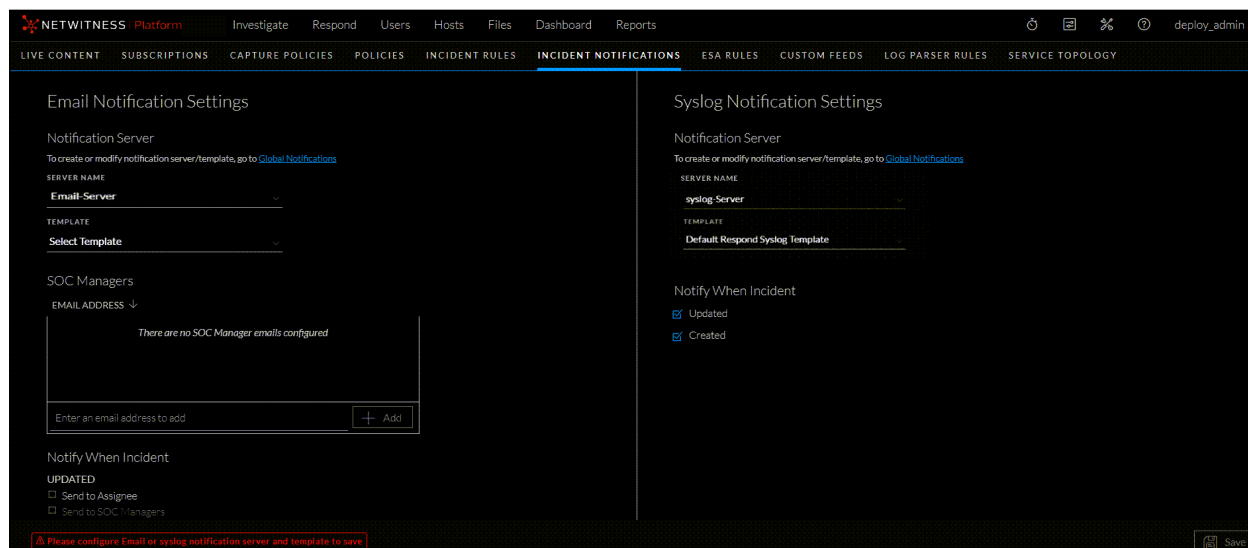 NETWITNESS Platform Investigate Respond Users Hosts Files Dashboard Reports deploy_admin
LIVE CONTENT SUBSCRIPTIONS CAPTURE POLICIES POLICIES INCIDENT RULES INCIDENT NOTIFICATIONS ESA RULES CUSTOM FEEDS LOG PARSER RULES SERVICE TOPOLOGY
Email Notification Settings
Notification Server
To create or modify notification server/template, go to Global Notifications
SERVER NAME
Email-Server
TEMPLATE
Select Template
SOC Managers
EMAIL ADDRESS
There are no SOC Manager emails configured
Enter an email address to add
Add
Notify When Incident
UPDATED
Send to Assignee
Send to SOC Managers
Syslog Notification Settings
Notification Server
To create or modify notification server/template, go to Global Notifications
SERVER NAME
syslog-Server
TEMPLATE
Default Respond Syslog Template
Notify When Incident
Updated
Created
Please configure Email or syslog notification server and template to save
Save